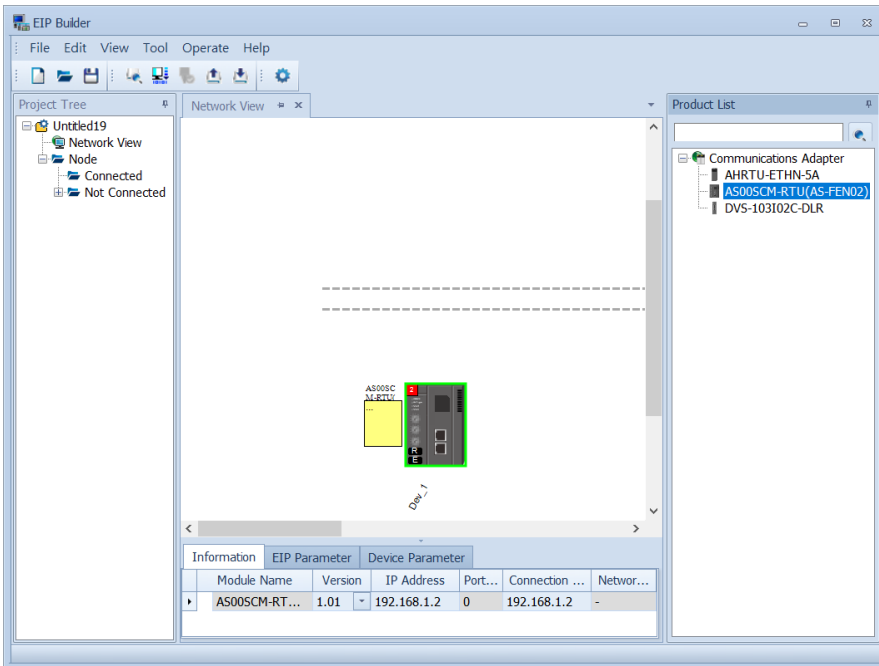 EIP Builder
File Edit View Tool Operate Help
Project Tree
Network View
Product List
Untitled19
Network View
Node
Connected
Not Connected
Communications Adapter
AHRTU-ETHN-5A
AS00SCM-RTU(AS-FEN02)
DVS-103I02C-DLR
AS00SC
M-RTU(
...
2
R
E
Dev_1
Information EIP Parameter Device Parameter
Module Name Version IP Address Port... Connection ... Networ...
AS00SCM-RT... 1.01 192.168.1.2 0 192.168.1.2 -